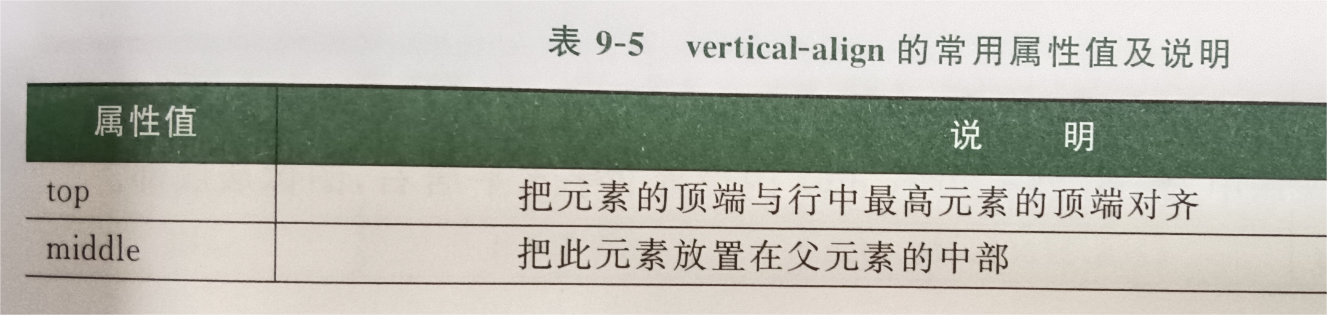 表 9-5 vertical-align 的常用属性值及说明
属性值 说 明
top 把元素的顶端与行中最高元素的顶端对齐
middle 把此元素放置在父元素的中部